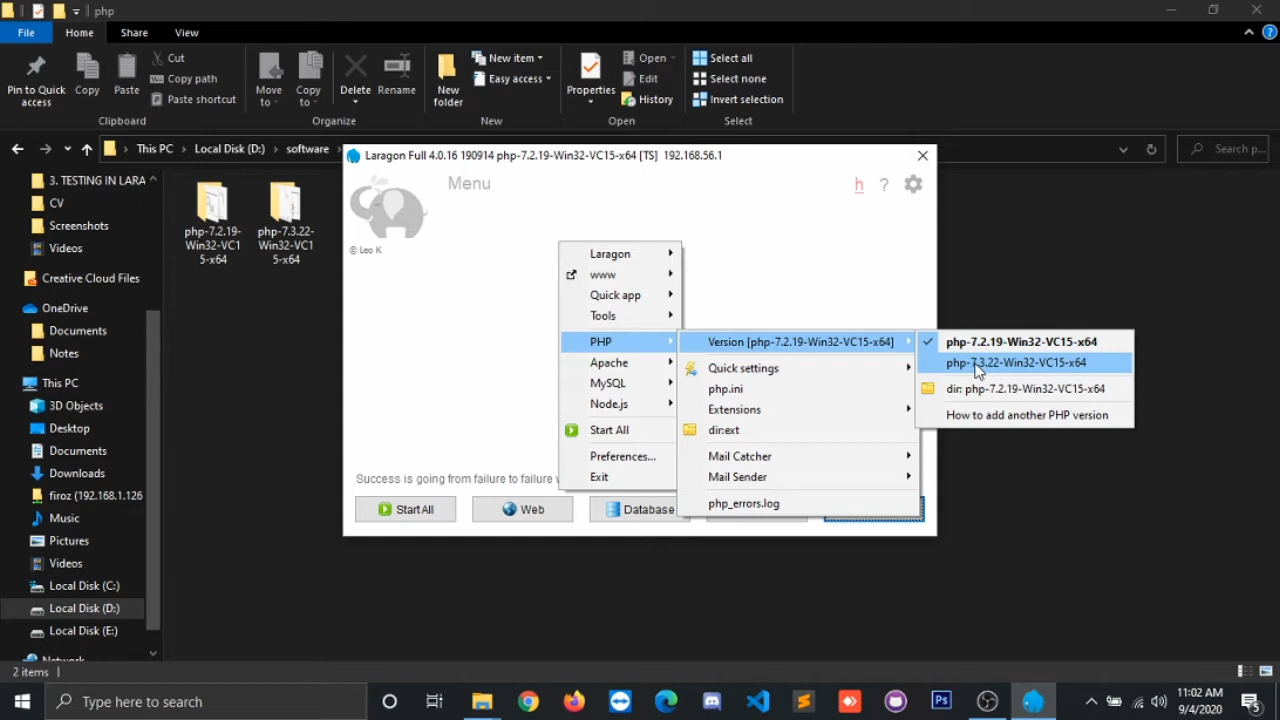 php
File
Home
Share
View
Pin to Quick access
Copy
Paste
Cut
Copy path
Paste shortcut
Clipboard
Move to
Copy to
Delete
Rename
Organize
New folder
New item
Easy access
New
Properties
Open
Edit
History
Open
Select all
Select none
Invert selection
Select
This PC
Local Disk (D:)
software
Search p...
3. TESTING IN LARA
CV
Screenshots
Videos
Creative Cloud Files
OneDrive
Documents
Notes
This PC
3D Objects
Desktop
Documents
Downloads
firoz (192.168.1.126
Music
Pictures
Videos
Local Disk (C:)
Local Disk (D:)
Local Disk (E:)
Network
php-7.2.19-
Win32-VC1
5-x64
php-7.3.22-
Win32-VC1
5-x64
Laragon Full 4.0.16 190914 php-7.2.19-Win32-VC15-x64 [TS] 192.168.56.1
Menu
h ?
© Leo K
Success is going from failure to failure
Start All
Web
Database
Laragon
www
Quick app
Tools
PHP
Apache
MySQL
Node.js
Start All
Preferences...
Exit
Version [php-7.2.19-Win32-VC15-x64]
Quick settings
php.ini
Extensions
dir:ext
Mail Catcher
Mail Sender
php_errors.log
php-7.2.19-Win32-VC15-x64
php-7.3.22-Win32-VC15-x64
dir: php-7.2.19-Win32-VC15-x64
How to add another PHP version
2 items
Type here to search
Ps
11:02 AM
9/4/2020
5